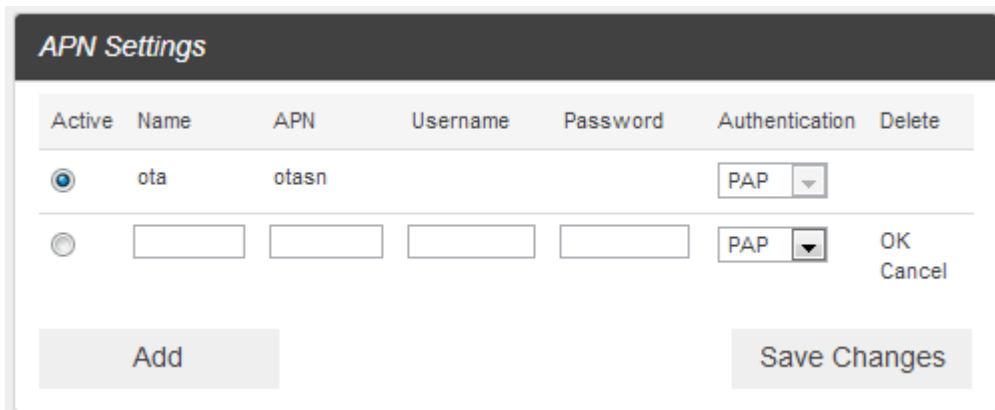 APN Settings
Active Name APN Username Password Authentication Delete
ota otasn PAP
PAP OK
Cancel
Add Save Changes